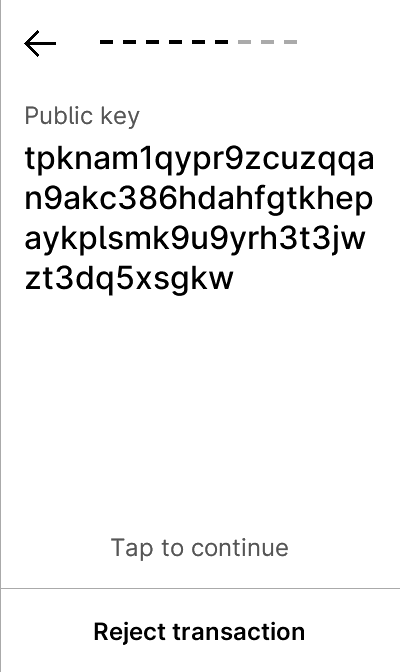 Public key
tpknam1qypr9zcuzqqa
n9akc386hdahfgtkhep
aykplsmk9u9yrh3t3jw
zt3dq5xsgkw
Tap to continue
Reject transaction